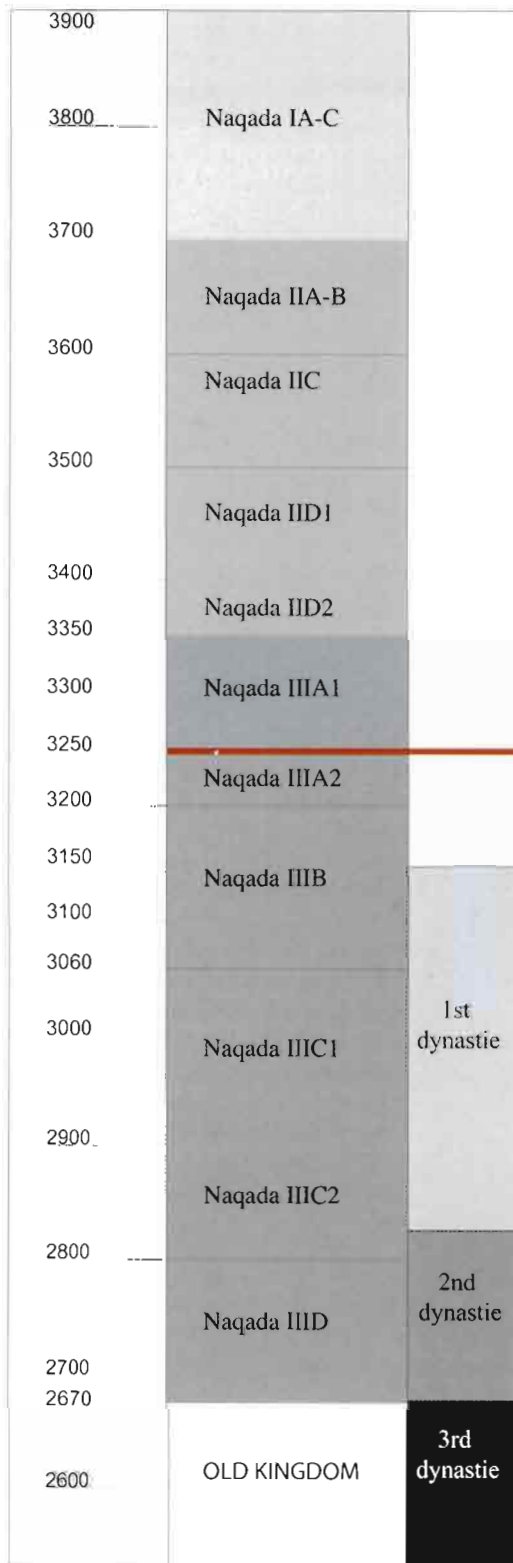 3900
3800
Naqada IA-C
3700
Naqada IIA-B
3600
Naqada IIC
3500
Naqada IID1
3400
Naqada IID2
3350
3300
Naqada IIIA1
3250
Naqada IIIA2
3200
3150
Naqada IIIB
3100
3060
3000
Naqada IIIC1
1st
dynastie
2900
Naqada IIIC2
2800
2nd
dynastie
Naqada IIID
2700
2670
3rd
dynastie
OLD KINGDOM
2600